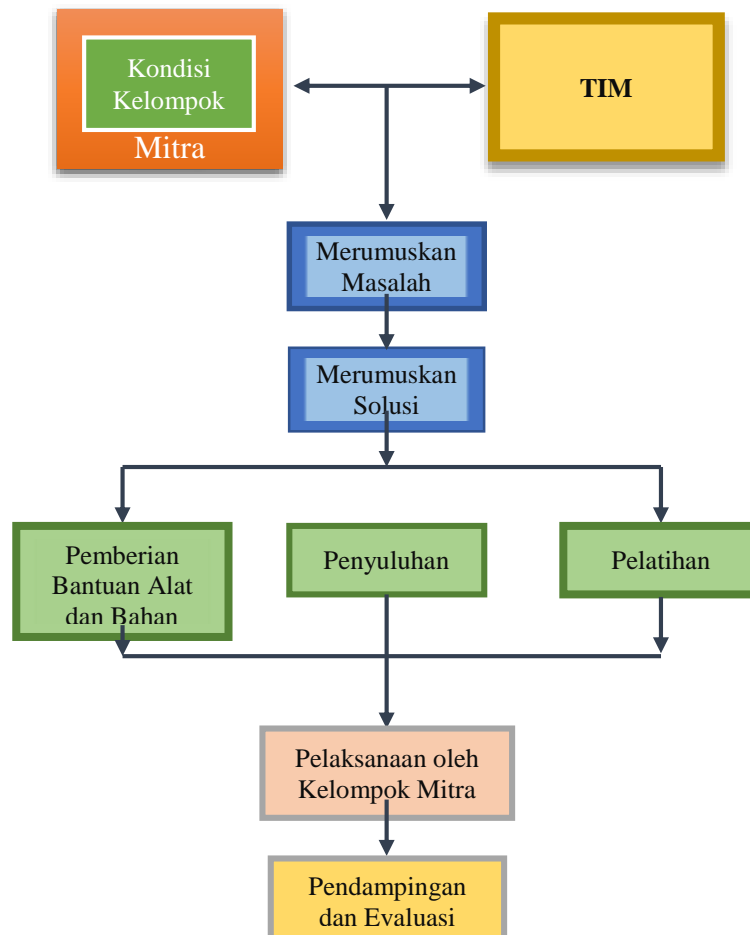 Kondisi
Kelompok
Mitra
TIM
Merumuskan
Masalah
Merumuskan
Solusi
Pemberian
Bantuan Alat
dan Bahan
Penyuluhan
Pelatihan
Pelaksanaan oleh
Kelompok Mitra
Pendampingan
dan Evaluasi